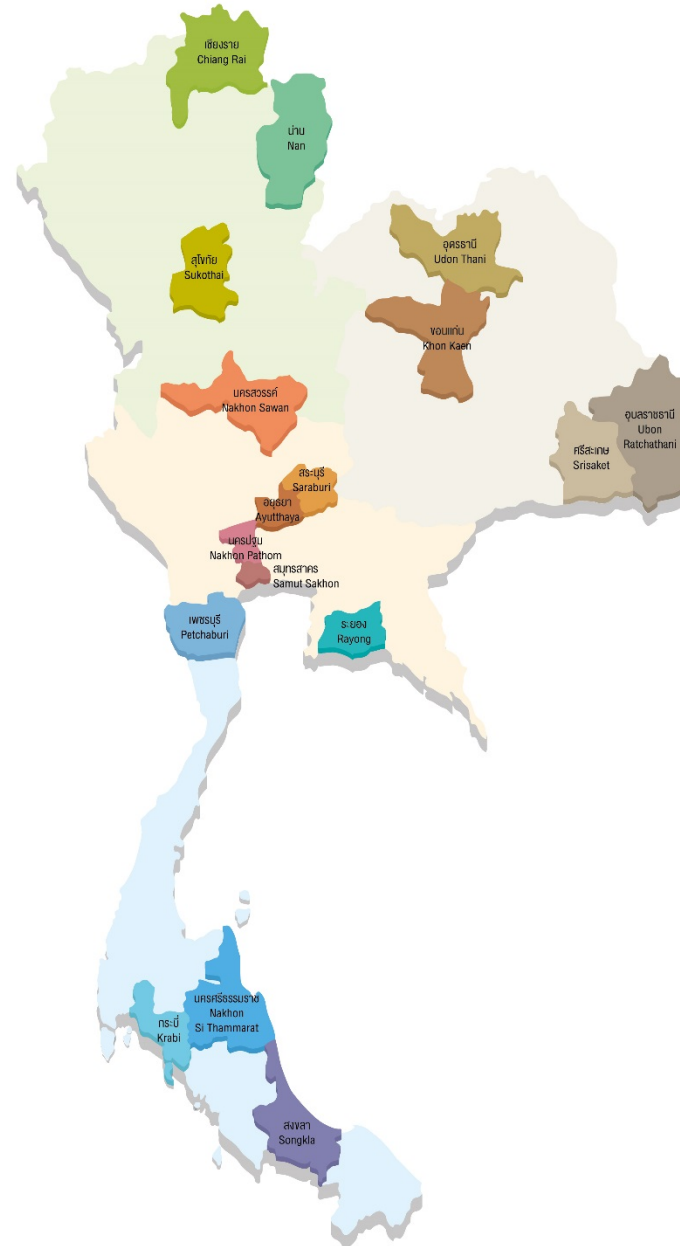 เชียงราย
Chiang Rai
น่าน
Nan
อุดรธานี
Udon Thani
สุโขทัย
Sukothai
ขอนแก่น
Khon Kaen
นครสวรรค์
Nakhon Sawan
อุบลราชธานี
Ubon
Ratchathani
ศรีสะเกษ
Srisaket
สระบุรี
Saraburi
อยุธยา
Ayutthaya
นครปฐม
Nakhon Pathom
สมุทรสาคร
Samut Sakhon
เพชรบุรี
Petchaburi
ระยอง
Rayong
นครศรีธรรมราช
Nakhon
Si Thammarat
กระบี่
Krabi
สงขลา
Songkla